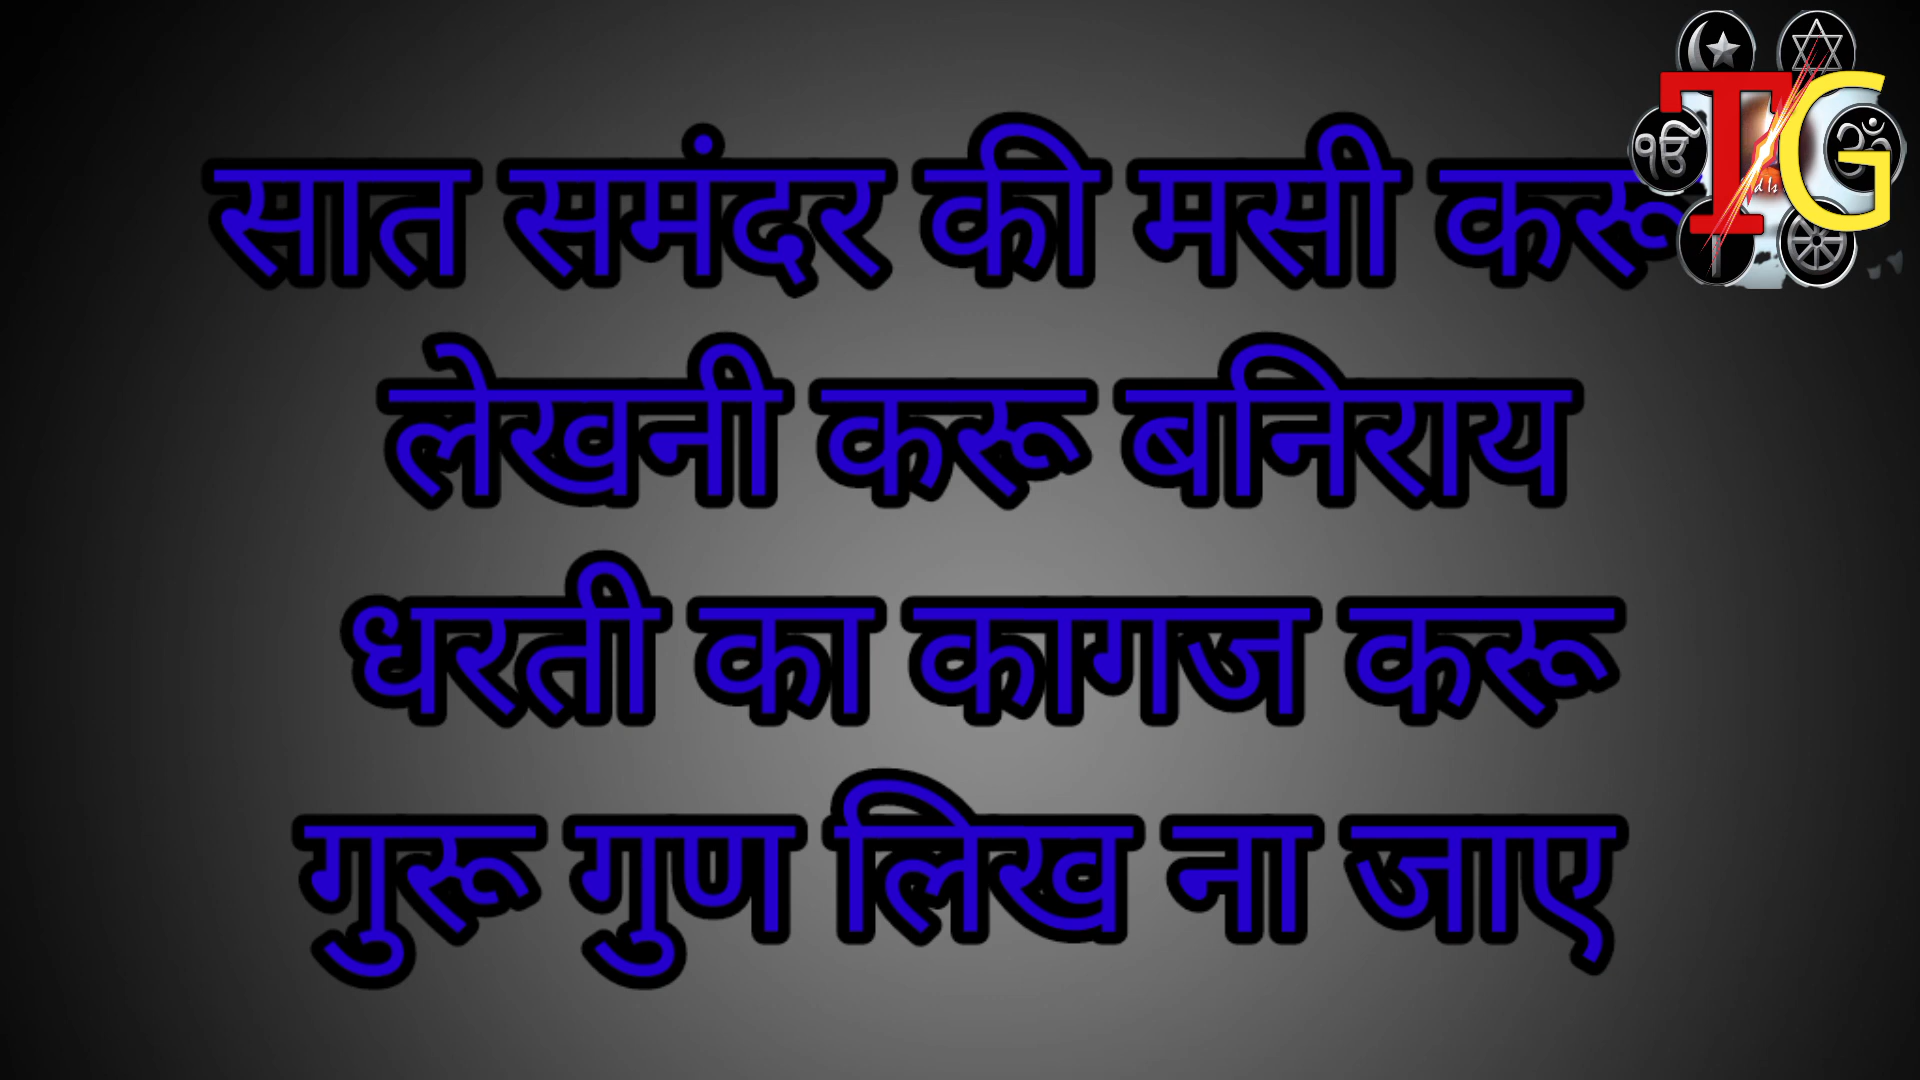 सात समंदर की मसी करू
लेखनी करू बनिराय
धरती का कागज करू
गुरू गुण लिख ना जाए
TG